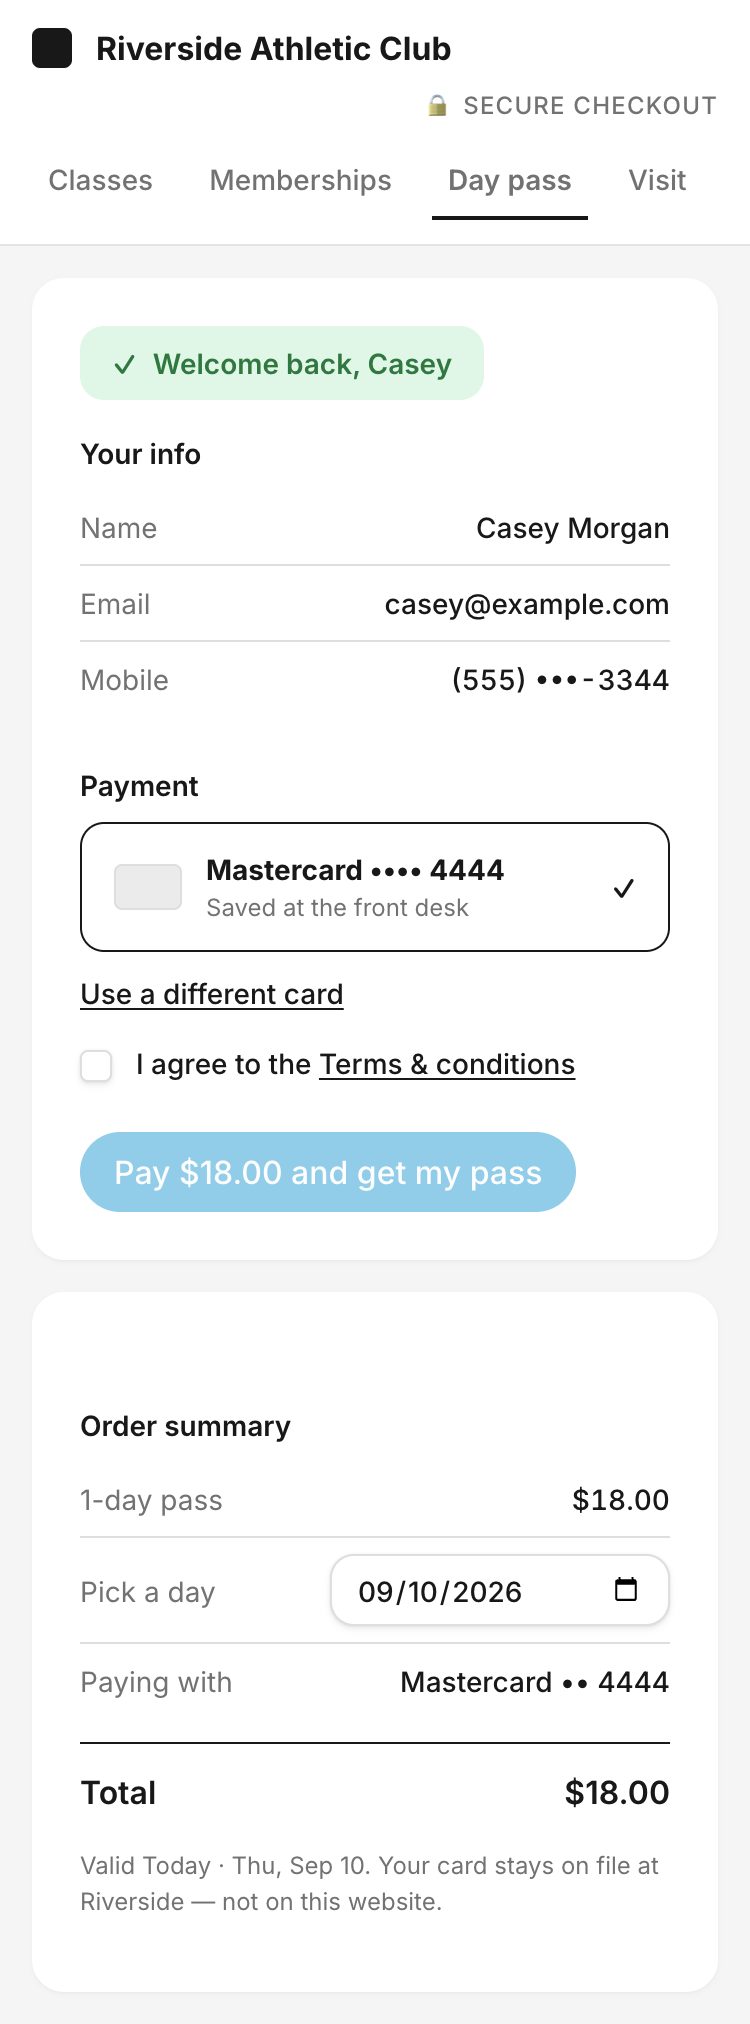 Riverside Athletic Club
🔒 SECURE CHECKOUT
Classes Memberships Day pass Visit
✓ Welcome back, Casey
Your info
Name Casey Morgan
Email casey@example.com
Mobile (555) •••-3344
Payment
Mastercard •••• 4444
Saved at the front desk
Use a different card
I agree to the Terms & conditions
Pay $18.00 and get my pass
Order summary
1-day pass $18.00
Pick a day 09/10/2026
Paying with Mastercard •• 4444
Total $18.00
Valid Today · Thu, Sep 10. Your card stays on file at
Riverside — not on this website.